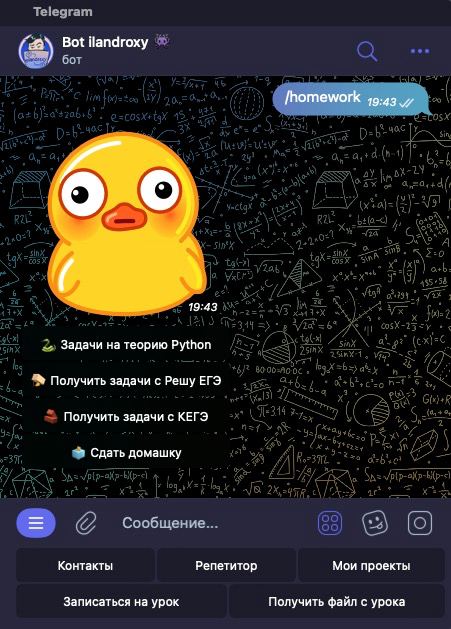 Telegram
Bot ilandroxy 👾
бот
/homework 19:43
19:43
🐍 Задачи на теорию Python
Получить задачи с Решу ЕГЭ
Получить задачи с КЕГЭ
🗳 Сдать домашку
Сообщение...
Контакты
Репетитор
Мои проекты
Записаться на урок
Получить файл с урока